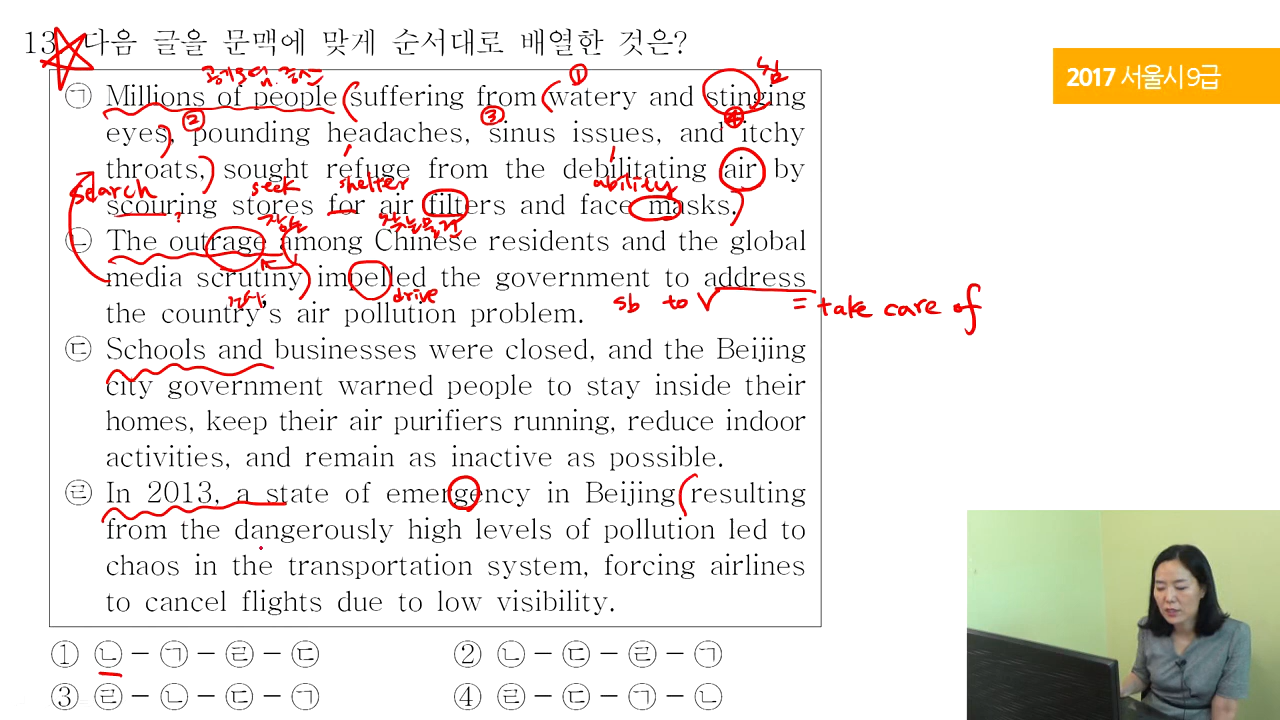 13. 다음 글을 문맥에 맞게 순서대로 배열한 것은?
2017 서울시 9급
㉠ Millions of people suffering from watery and stinging
① ② ③ ④
eyes, pounding headaches, sinus issues, and itchy
throats, sought refuge from the debilitating air by
search seek shelter ability
scouring stores for air filters and face masks.
㉡ The outrage among Chinese residents and the global
media scrutiny impelled the government to address
drive sb to √ = take care of
the country's air pollution problem.
㉢ Schools and businesses were closed, and the Beijing
city government warned people to stay inside their
homes, keep their air purifiers running, reduce indoor
activities, and remain as inactive as possible.
㉣ In 2013, a state of emergency in Beijing resulting
from the dangerously high levels of pollution led to
chaos in the transportation system, forcing airlines
to cancel flights due to low visibility.
① ㉡-㉠-㉣-㉢
② ㉡-㉢-㉣-㉠
③ ㉣-㉡-㉢-㉠
④ ㉣-㉢-㉠-㉡